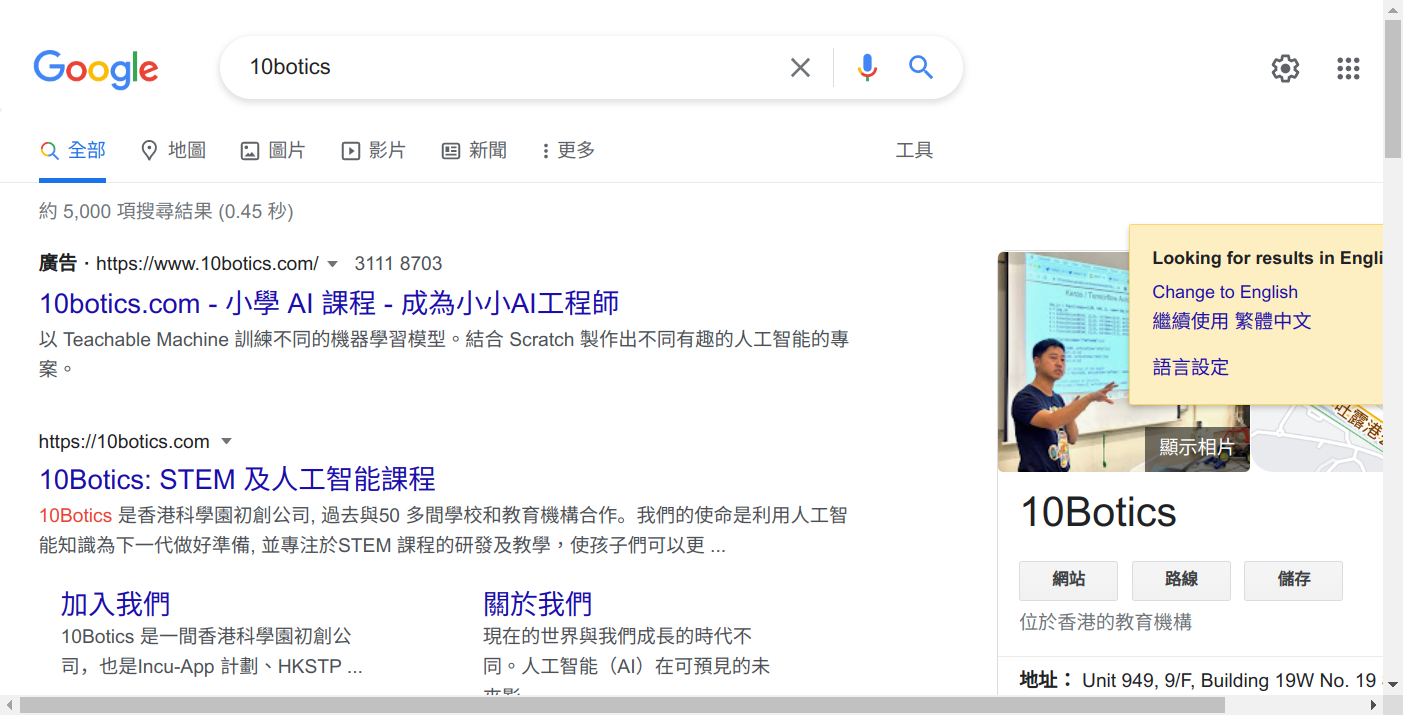 Google
10botics
全部
地圖
圖片
影片
新聞
更多
工具
約 5,000 項搜尋結果 (0.45 秒)
廣告 · https://www.10botics.com/ 3111 8703
10botics.com - 小學 AI 課程 - 成為小小AI工程師
以 Teachable Machine 訓練不同的機器學習模型。結合 Scratch 製作出不同有趣的人工智能的專
案。
https://10botics.com
10Botics: STEM 及人工智能課程
10Botics 是香港科學園初創公司, 過去與50 多間學校和教育機構合作。我們的使命是利用人工智
能知識為下一代做好準備, 並專注於STEM 課程的研發及教學，使孩子們可以更 ...
加入我們
10Botics 是一間香港科學園初創公
司，也是Incu-App 計劃、HKSTP ...
關於我們
現在的世界與我們成長的時代不
同。人工智能（AI）在可預見的未
Looking for results in Engli
Change to English
繼續使用 繁體中文
語言設定
顯示相片
吐露港
10Botics
網站
路線
儲存
位於香港的教育機構
地址： Unit 949, 9/F, Building 19W No. 19